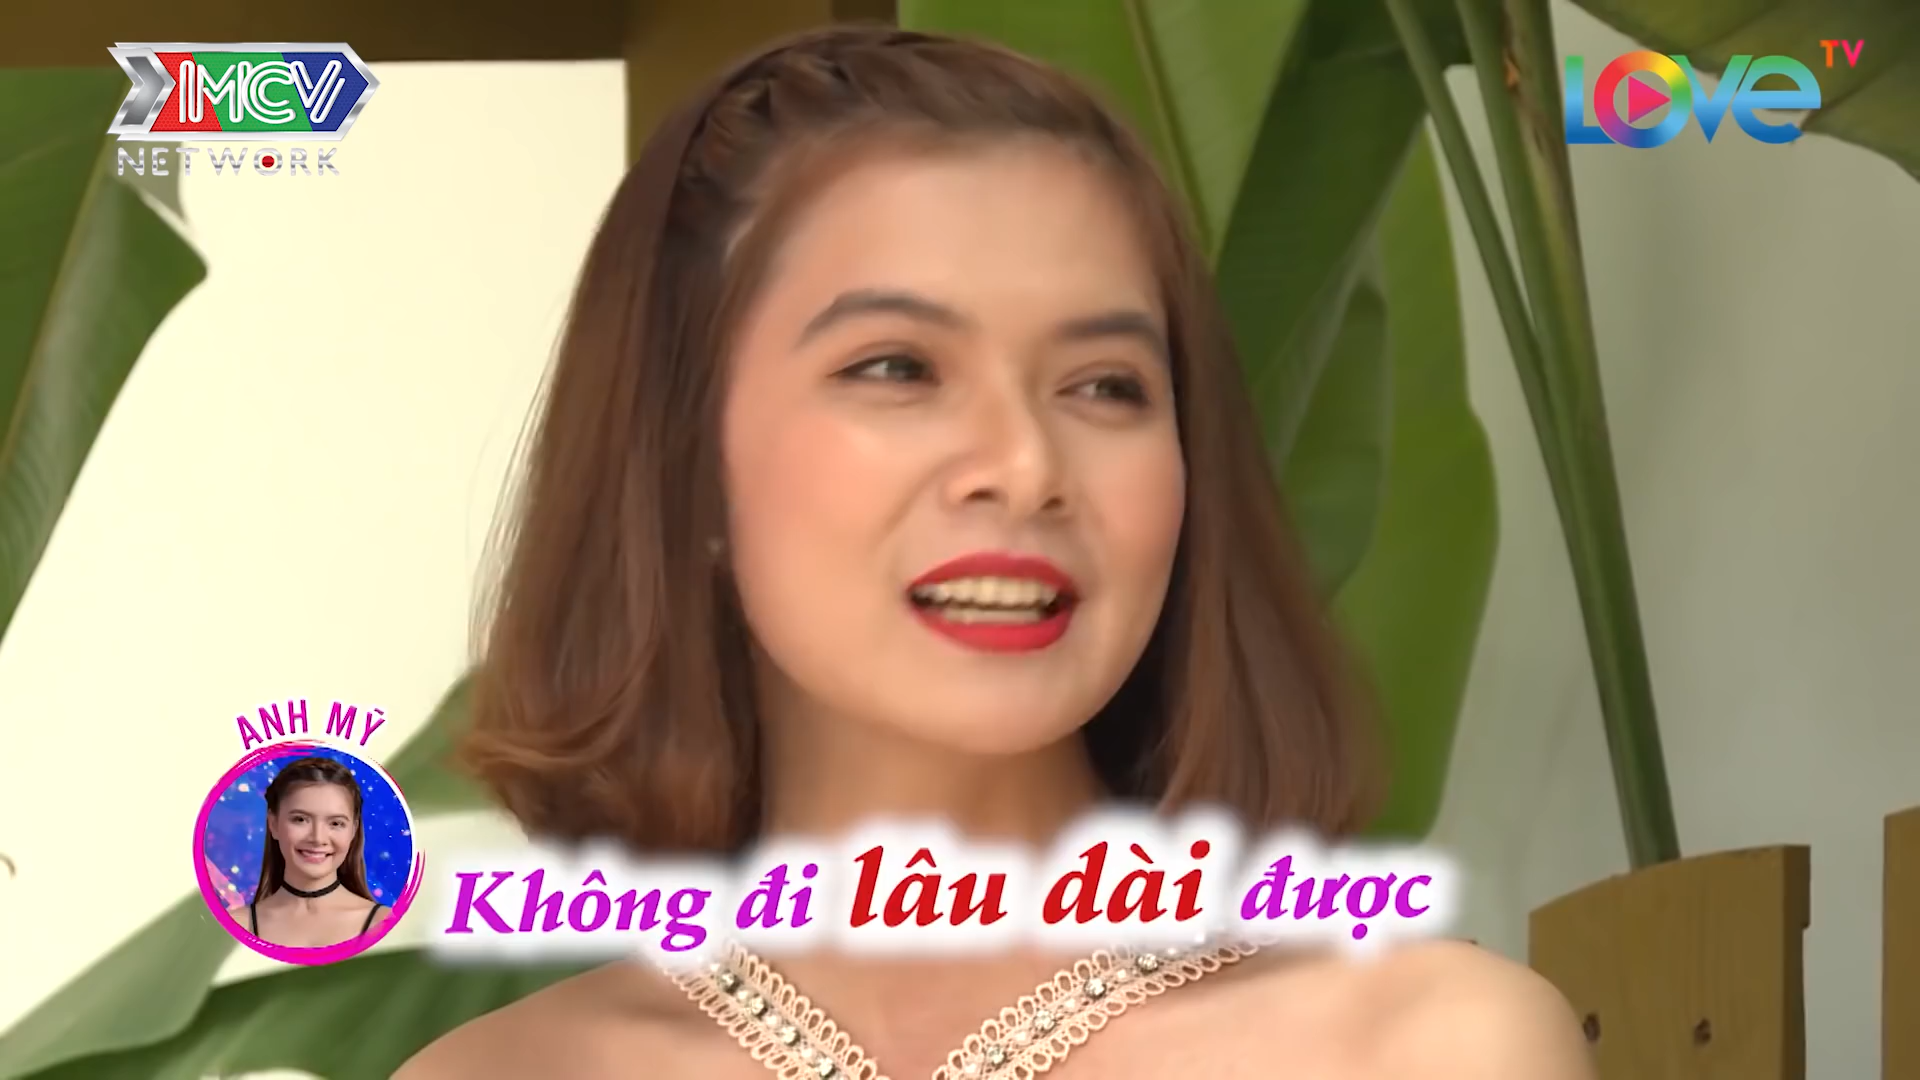 MCV
NETWORK
LOVE TV
ANH MỸ
Không đi lâu dài được